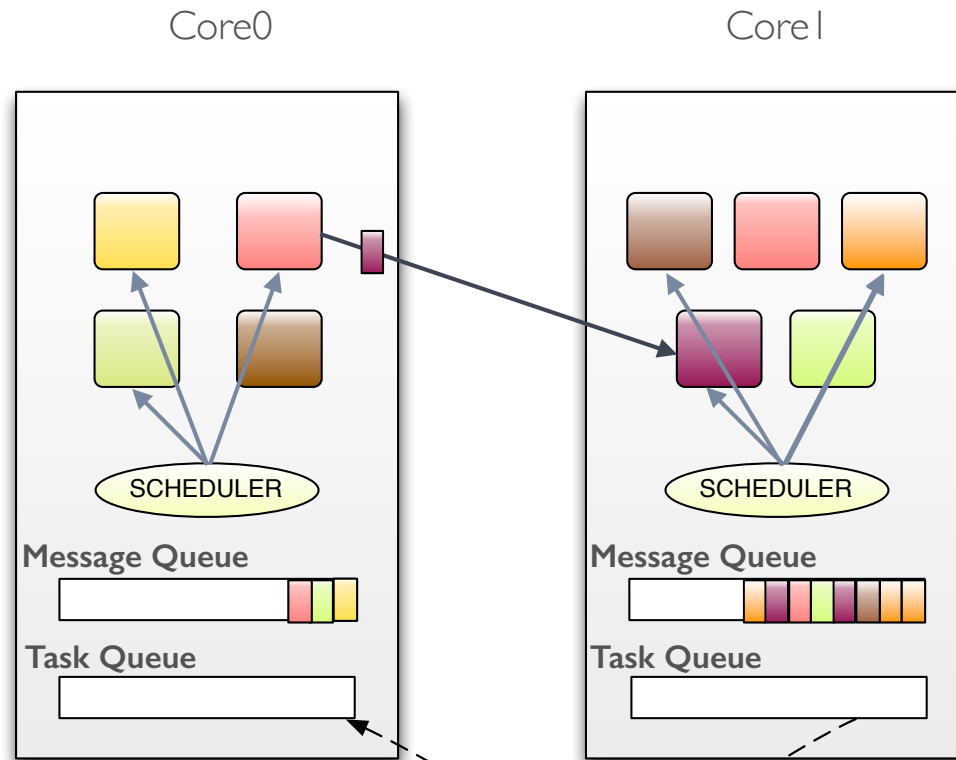 Core0
Core1
SCHEDULER
SCHEDULER
Message Queue
Message Queue
Task Queue
Task Queue